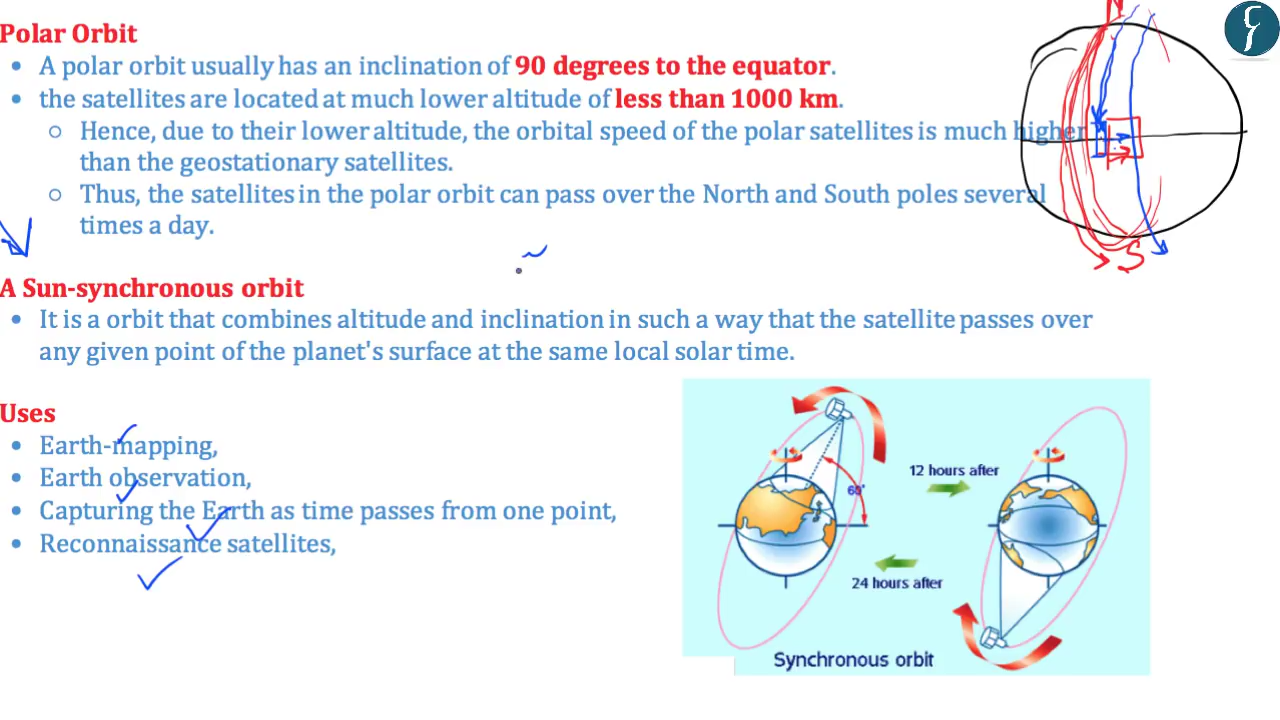 Polar Orbit
• A polar orbit usually has an inclination of 90 degrees to the equator.
• the satellites are located at much lower altitude of less than 1000 km.
○ Hence, due to their lower altitude, the orbital speed of the polar satellites is much higher
than the geostationary satellites.
○ Thus, the satellites in the polar orbit can pass over the North and South poles several
times a day.
A Sun-synchronous orbit
• It is a orbit that combines altitude and inclination in such a way that the satellite passes over
any given point of the planet's surface at the same local solar time.
Uses
• Earth-mapping,
• Earth observation,
• Capturing the Earth as time passes from one point,
• Reconnaissance satellites,
N
S
60°
12 hours after
24 hours after
Synchronous orbit